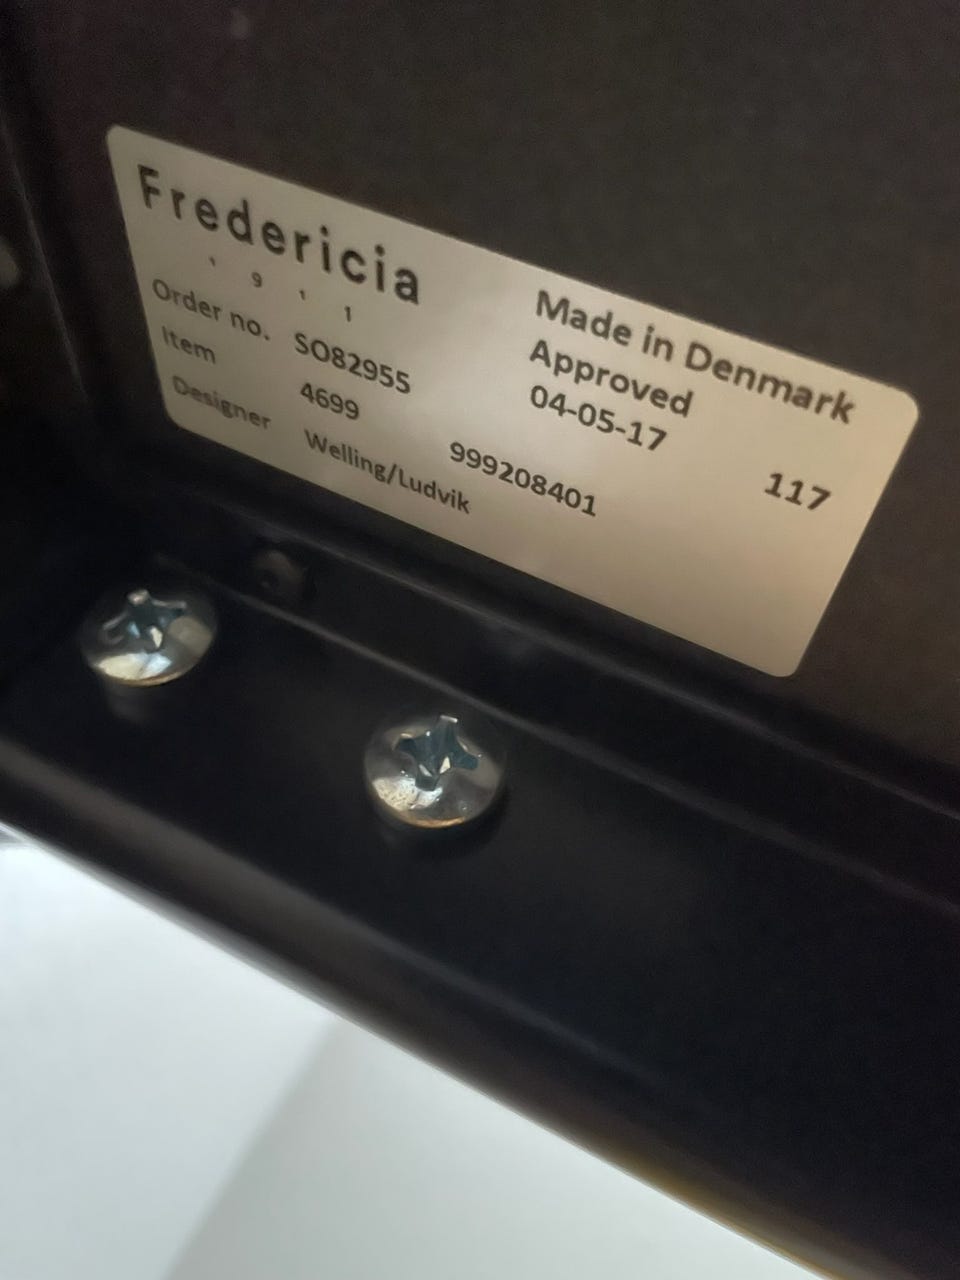 Fredericia
1 9 1 1
Made in Denmark
Order no. SO82955
Approved
Item 4699
04-05-17
Designer Welling/Ludvik
999208401
117